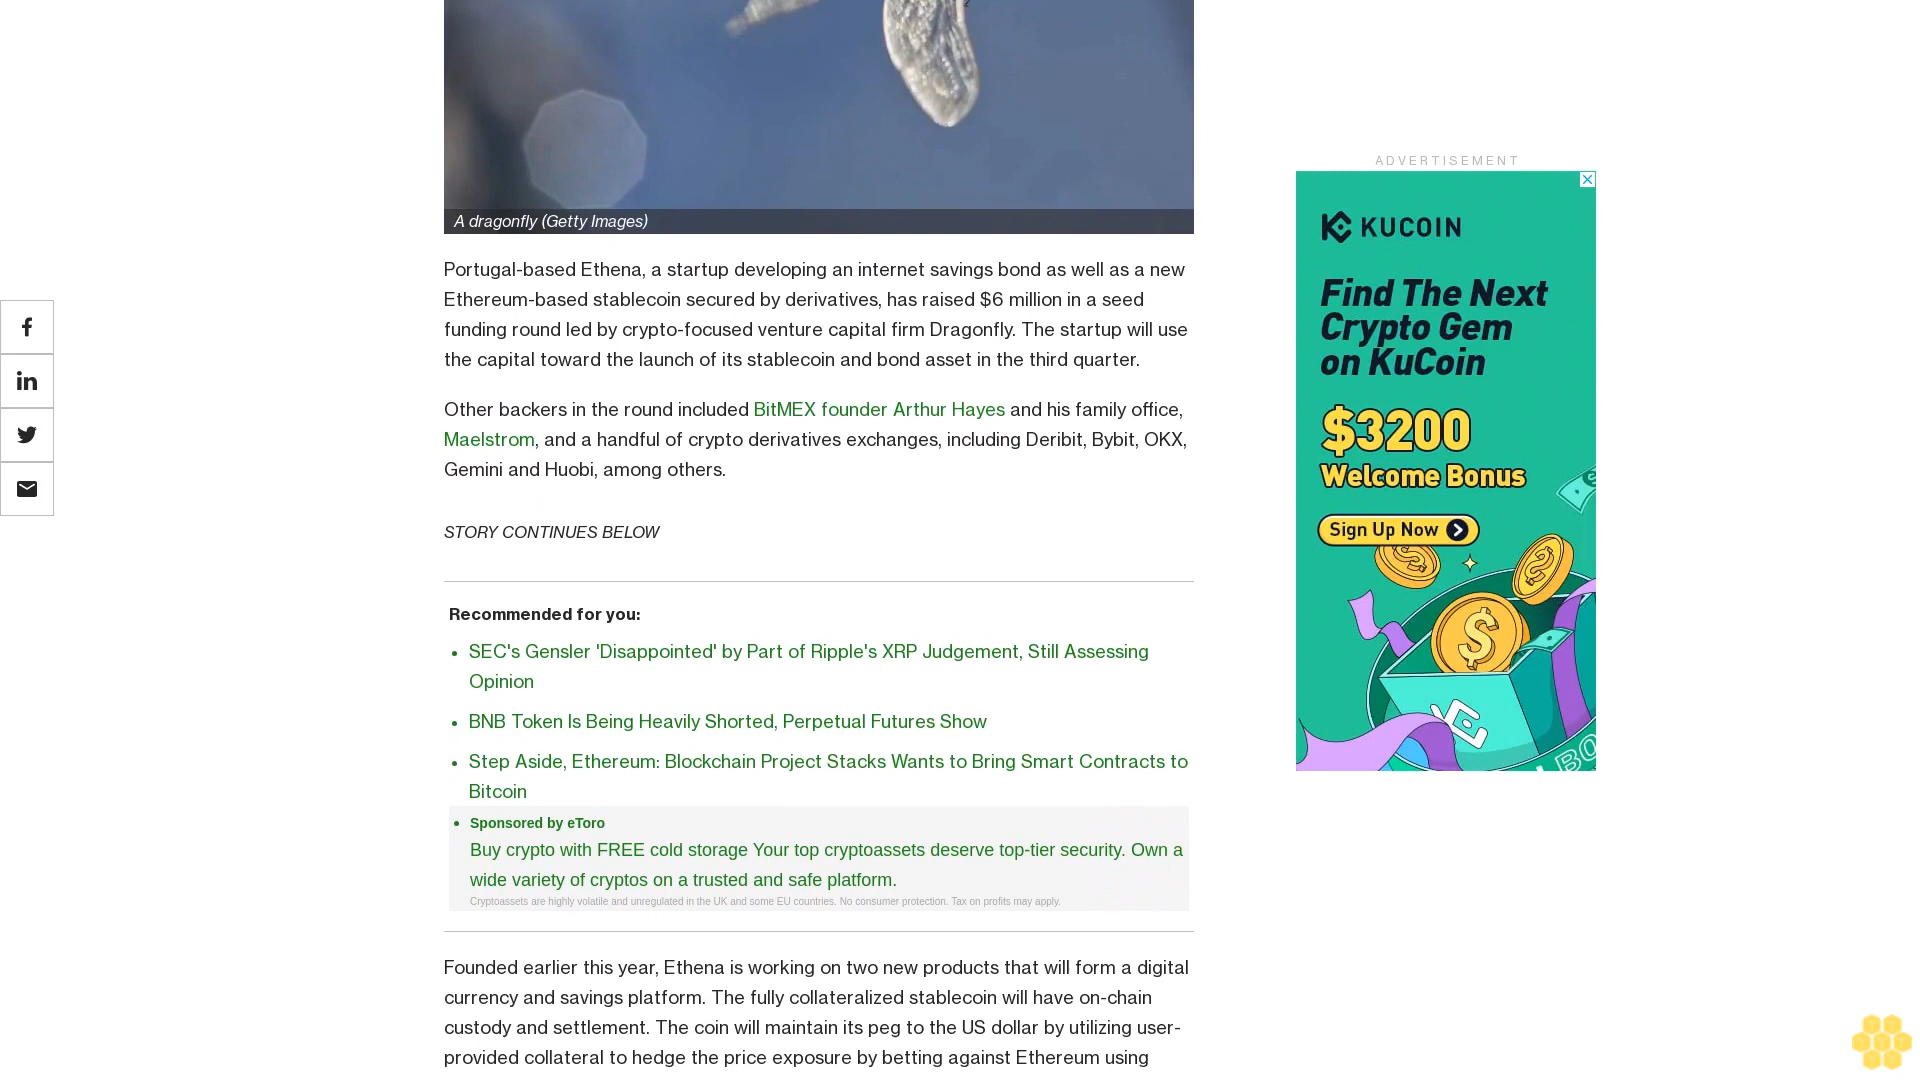 A dragonfly (Getty Images)
Portugal-based Ethena, a startup developing an internet savings bond as well as a new
Ethereum-based stablecoin secured by derivatives, has raised $6 million in a seed
funding round led by crypto-focused venture capital firm Dragonfly. The startup will use
the capital toward the launch of its stablecoin and bond asset in the third quarter.
Other backers in the round included BitMEX founder Arthur Hayes and his family office,
Maelstrom, and a handful of crypto derivatives exchanges, including Deribit, Bybit, OKX,
Gemini and Huobi, among others.
STORY CONTINUES BELOW
Recommended for you:
• SEC's Gensler 'Disappointed' by Part of Ripple's XRP Judgement, Still Assessing
Opinion
• BNB Token Is Being Heavily Shorted, Perpetual Futures Show
• Step Aside, Ethereum: Blockchain Project Stacks Wants to Bring Smart Contracts to
Bitcoin
• Sponsored by eToro
Buy crypto with FREE cold storage Your top cryptoassets deserve top-tier security. Own a
wide variety of cryptos on a trusted and safe platform.
Cryptoassets are highly volatile and unregulated in the UK and some EU countries. No consumer protection. Tax on profits may apply.
Founded earlier this year, Ethena is working on two new products that will form a digital
currency and savings platform. The fully collateralized stablecoin will have on-chain
custody and settlement. The coin will maintain its peg to the US dollar by utilizing user-
provided collateral to hedge the price exposure by betting against Ethereum using
ADVERTISEMENT
KUCOIN
Find The Next
Crypto Gem
on KuCoin
$3200
Welcome Bonus
Sign Up Now